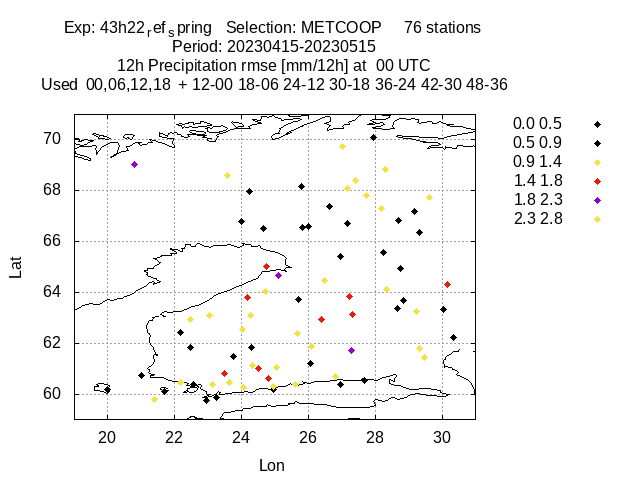 Exp: 43h22ref spring Selection: METCOOP 76 stations
Period: 20230415-20230515
12h Precipitation rmse [mm/12h] at 00 UTC
Used 00,06,12,18 + 12-00 18-06 24-12 30-18 36-24 42-30 48-36
0.0 0.5
0.5 0.9
0.9 1.4
1.4 1.8
1.8 2.3
2.3 2.8
70
68
66
64
62
60
Lat
20 22 24 26 28 30
Lon